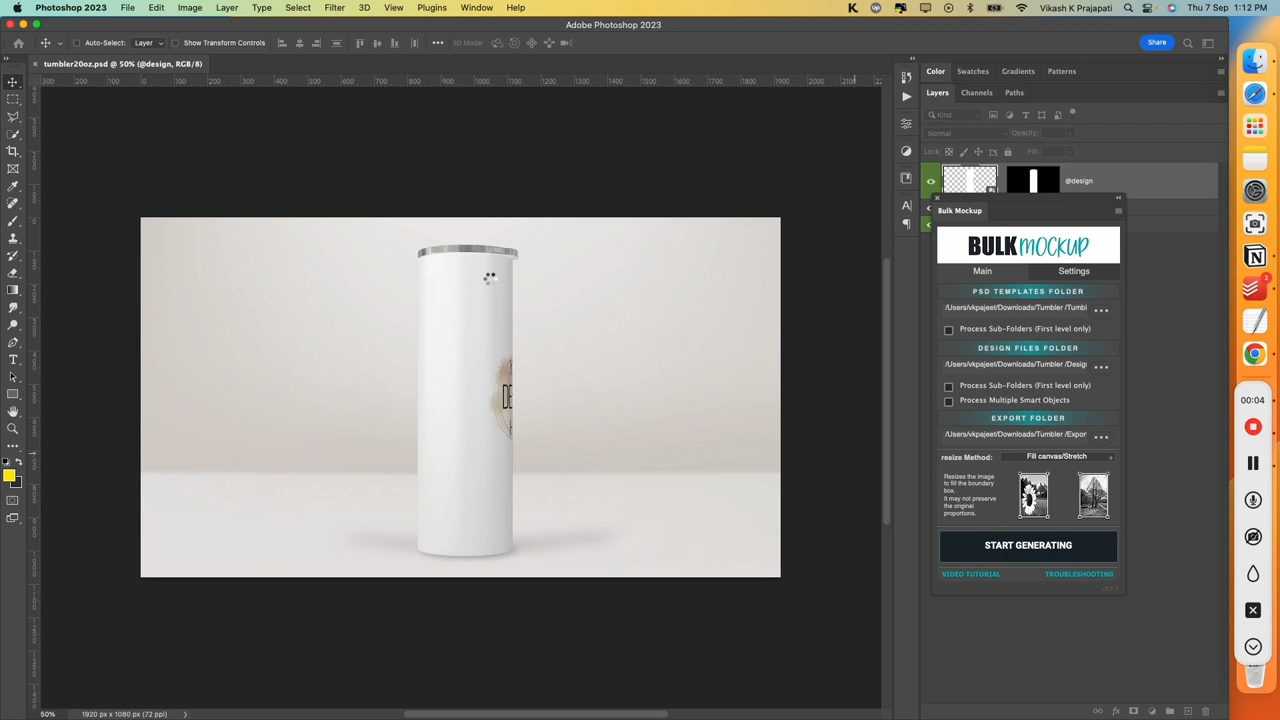 Photoshop 2023 File Edit Image Layer Type Select Filter 3D View Plugins Window Help
Vikash K Prajapati Thu 7 Sep 1:12 PM
Adobe Photoshop 2023
Auto-Select: Layer Show Transform Controls 3D Mode: Share
tumbler20oz.psd @ 50% (@design, RGB/8)
Color Swatches Gradients Patterns
Layers Channels Paths
Kind
Normal Opacity:
Lock: Fill:
@design
Bulk Mockup
BULK MOCKUP
Main Settings
PSD TEMPLATES FOLDER
/Users/vkpajeet/Downloads/Tumbler /Tumbl
Process Sub-Folders (First level only)
DESIGN FILES FOLDER
/Users/vkpajeet/Downloads/Tumbler /Desig
Process Sub-Folders (First level only)
Process Multiple Smart Objects
EXPORT FOLDER
/Users/vkpajeet/Downloads/Tumbler /Expor
resize Method: Fill canvas/Stretch
Resizes the image
to fill the boundary
box.
It may not preserve
the original
proportions.
START GENERATING
VIDEO TUTORIAL TROUBLESHOOTING
DE
00:04
2
50% 1920 px x 1080 px (72 ppi)